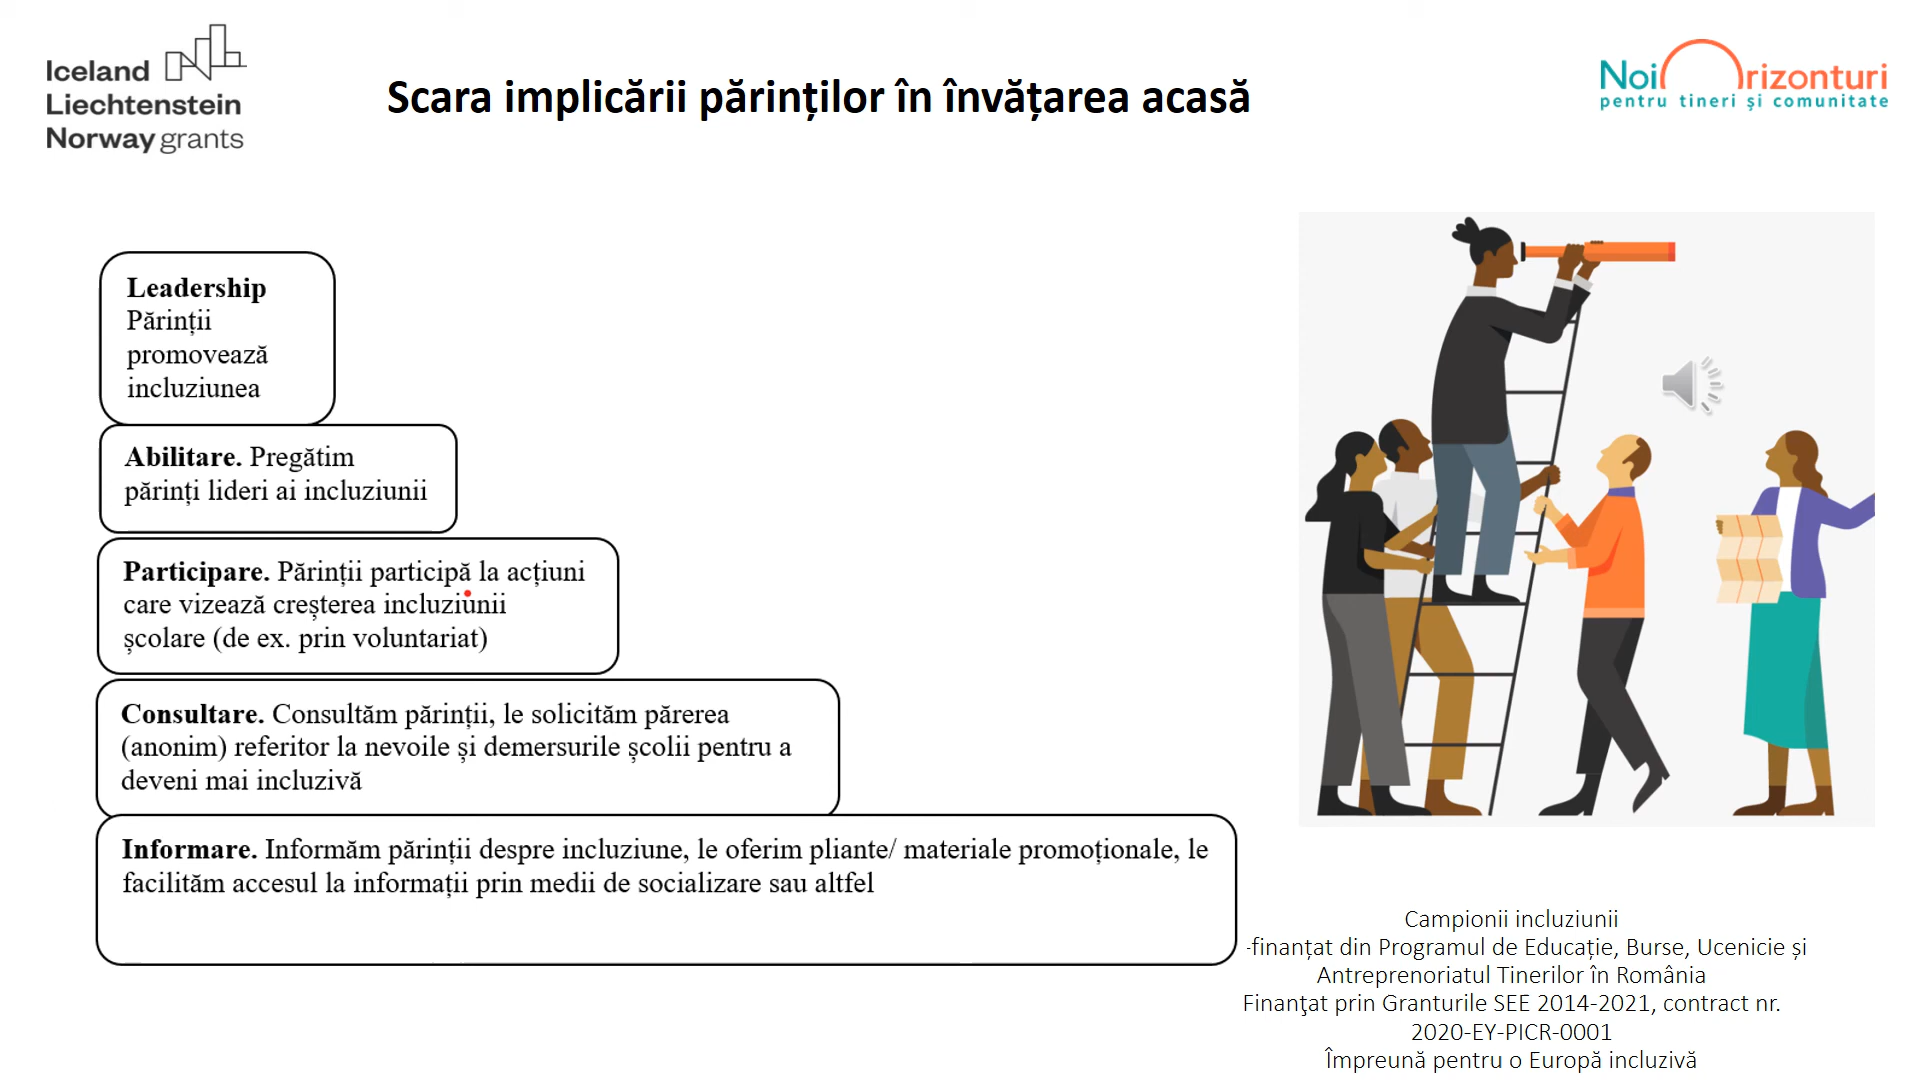 Iceland
Liechtenstein
Norway grants
Scara implicării părinților în învățarea acasă
Noi Orizonturi
pentru tineri și comunitate
Leadership
Părinții
promovează
incluziunea
Abilitare. Pregătim
părinți lideri ai incluziunii
Participare. Părinții participă la acțiuni
care vizează creșterea incluziunii
școlare (de ex. prin voluntariat)
Consultare. Consultăm părinții, le solicităm părerea
(anonim) referitor la nevoile și demersurile școlii pentru a
deveni mai incluzivă
Informare. Informăm părinții despre incluziune, le oferim pliante/ materiale promoționale, le
facilităm accesul la informații prin medii de socializare sau altfel
Campionii incluziunii
-finanțat din Programul de Educație, Burse, Ucenicie și
Antreprenoriatul Tinerilor în România
Finanţat prin Granturile SEE 2014-2021, contract nr.
2020-EY-PICR-0001
Împreună pentru o Europă incluzivă